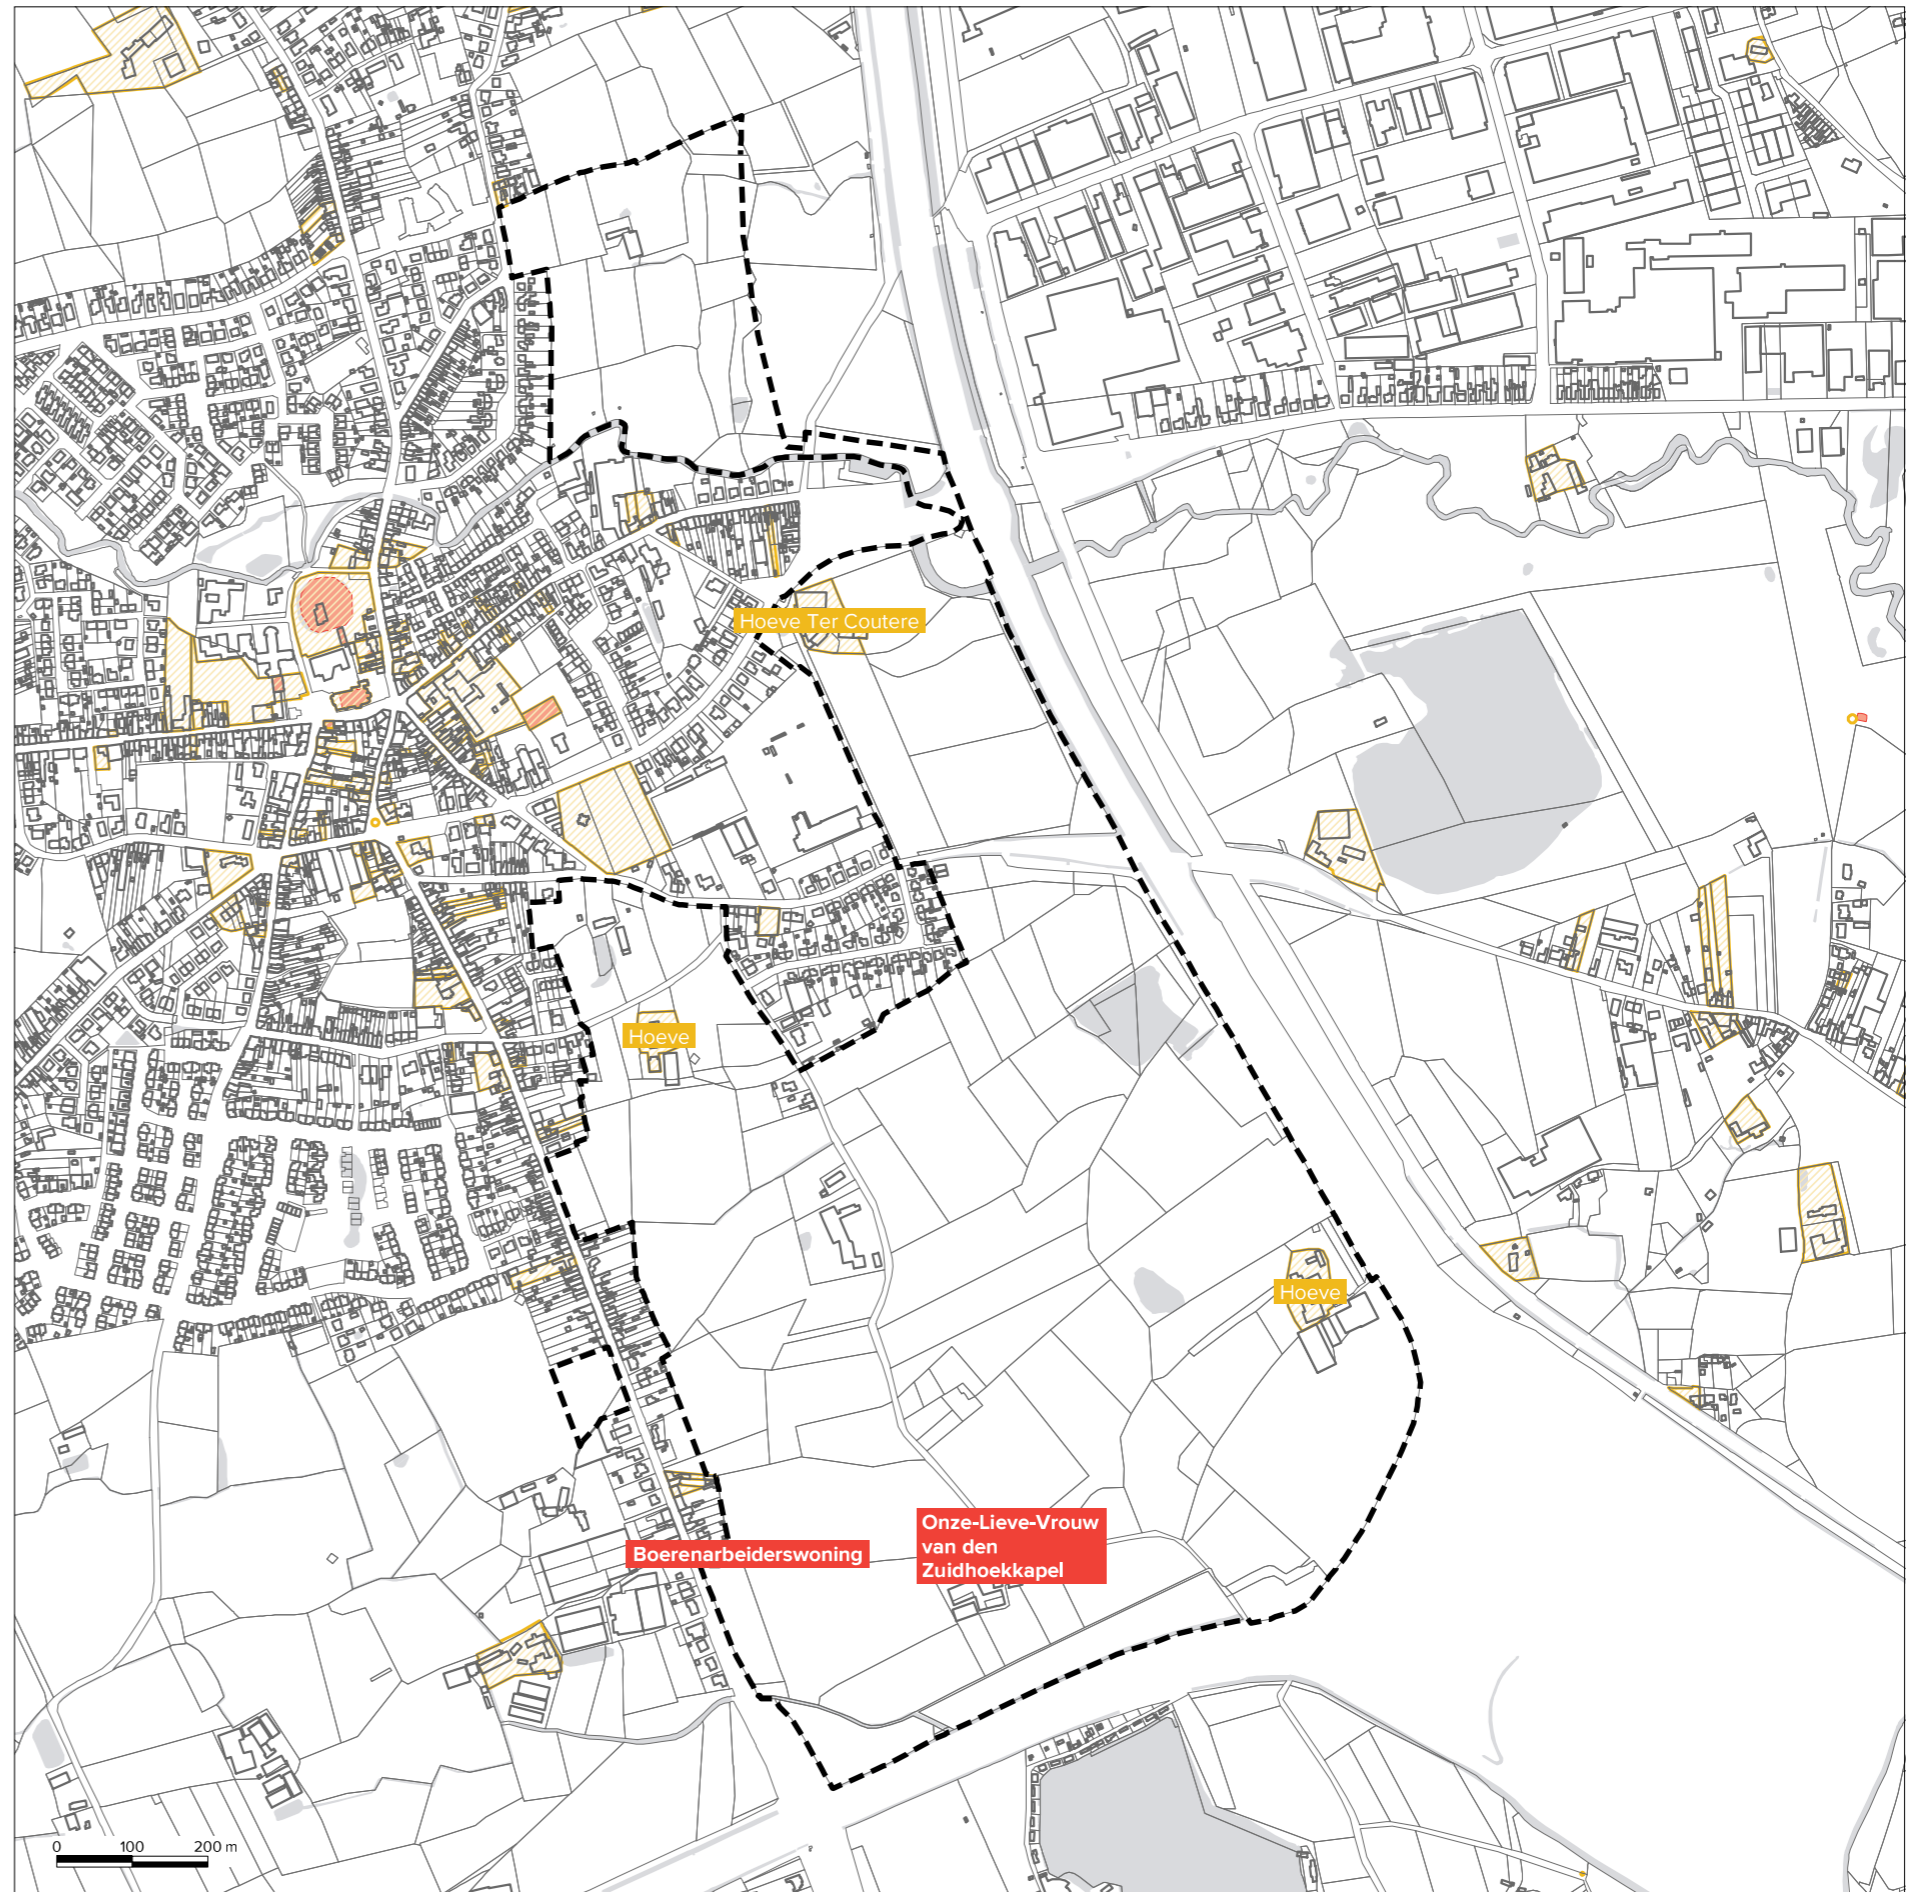 Hoeve Ter Coutere
Hoeve
Hoeve
Onze-Lieve-Vrouw
van den
Zuidhoekkapel
Boerenarbeiderswoning
0 100 200 m